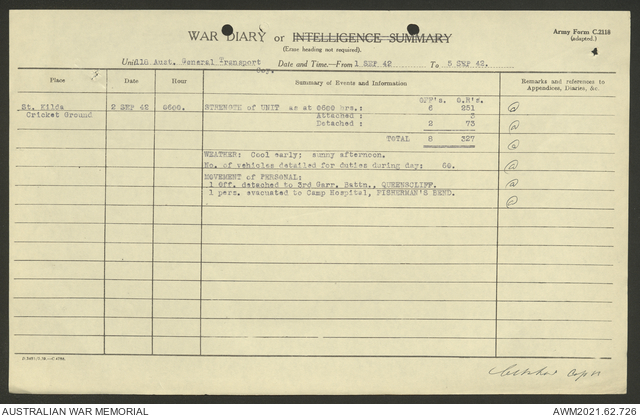 WAR DIARY or INTELLIGENCE SUMMARY
(Erase heading not required).
Army Form C.2118
(adapted.)
4
Unit. 18 Aust. General Transport Coy.
Date and Time.—From 1 SEP 42 To 5 SEP 42.
Place Date Hour Summary of Events and Information Remarks and references to Appendices, Diaries, &c.
OFF's. O.R's.
St. Kilda 2 SEP 42 0600. STRENGTH of UNIT as at 0600 hrs.: 6 251
Cricket Ground Attached: 3
Detached: 2 73
TOTAL 8 327
WEATHER: Cool early; sunny afternoon.
No. of vehicles detailed for duties during day: 60.
MOVEMENT of PERSONAL:
1 Off. detached to 3rd Garr. Battn., QUEENSCLIFF.
1 pers. evacuated to Camp Hospital, FISHERMAN'S BEND.
Capt
AUSTRALIAN WAR MEMORIAL AWM2021.62.726